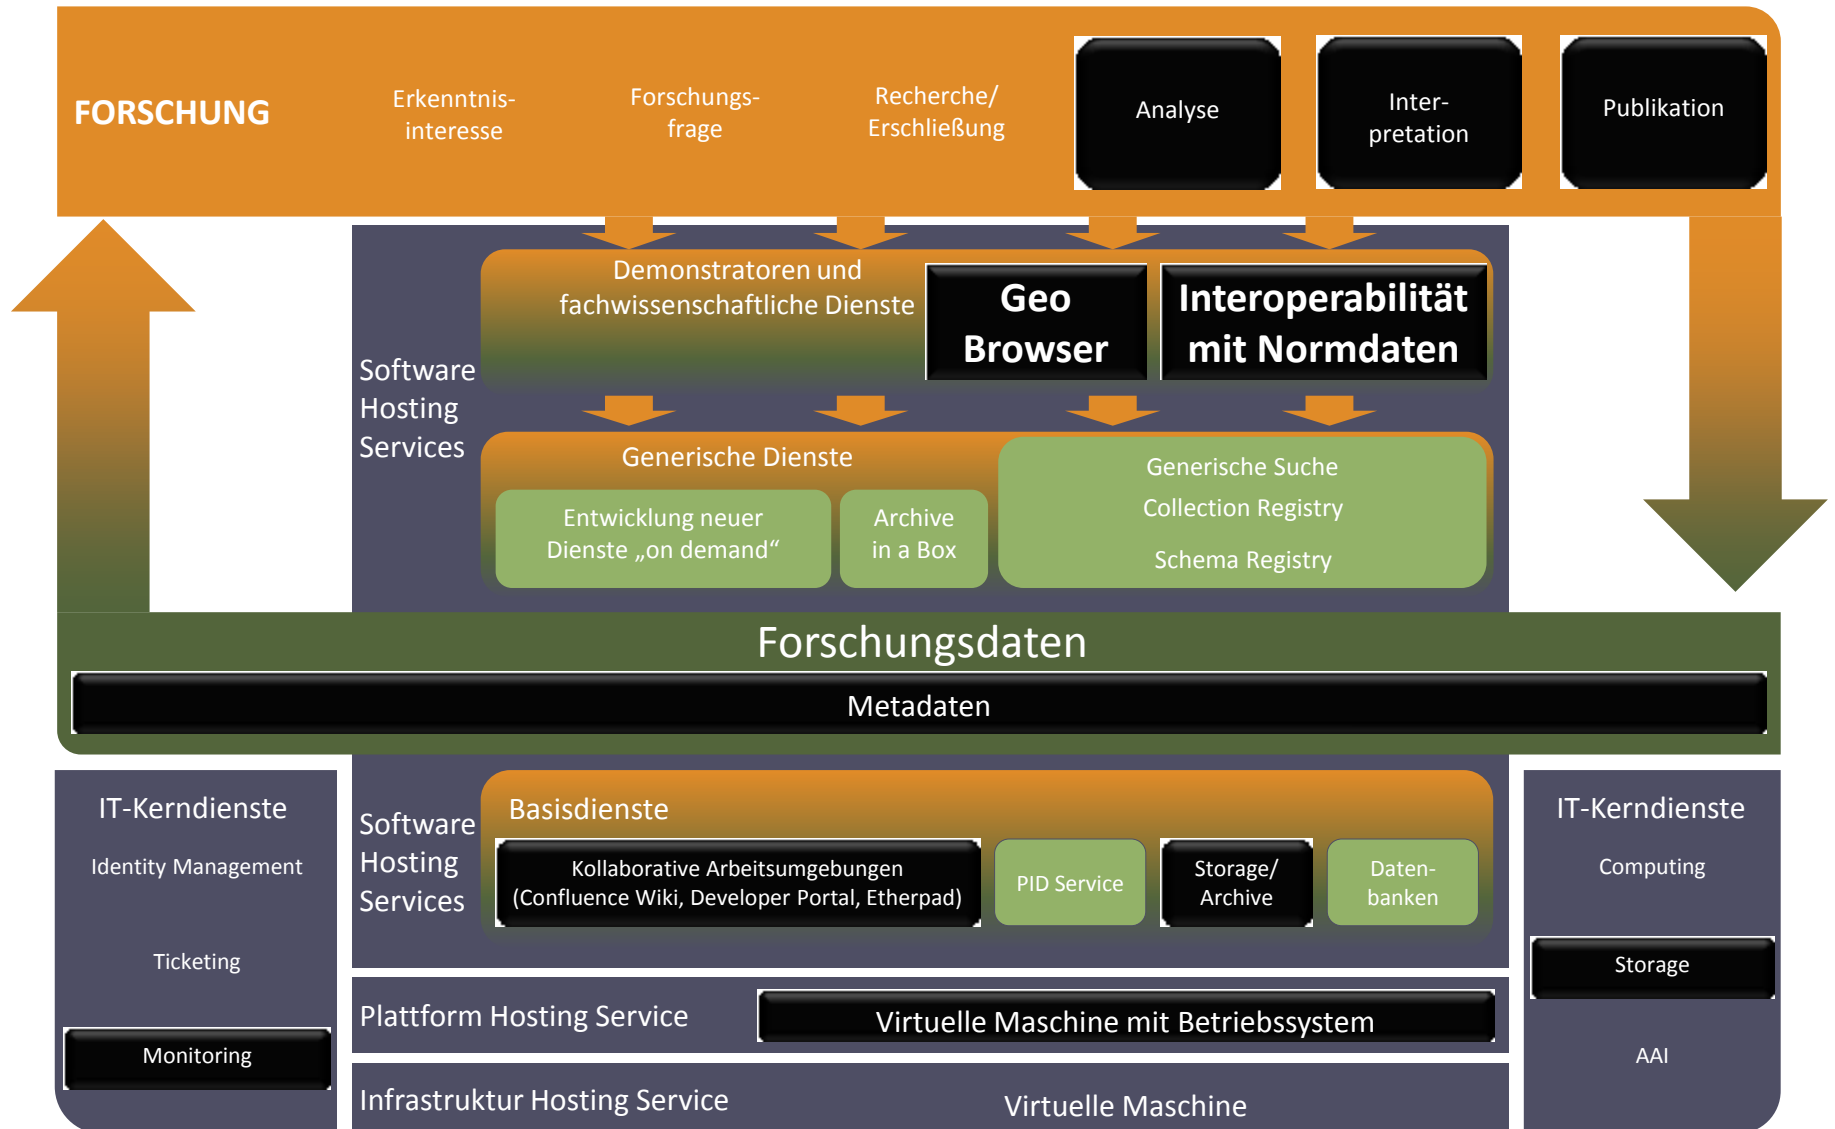 FORSCHUNG
Erkenntnis-
interesse
Forschungs-
frage
Recherche/
Erschließung
Analyse
Inter-
pretation
Publikation
Software
Hosting
Services
Demonstratoren und
fachwissenschaftliche Dienste
Geo
Browser
Interoperabilität
mit Normdaten
Generische Dienste
Entwicklung neuer
Dienste „on demand“
Archive
in a Box
Generische Suche
Collection Registry
Schema Registry
Forschungsdaten
Metadaten
IT-Kerndienste
Identity Management
Ticketing
Monitoring
Software
Hosting
Services
Basisdienste
Kollaborative Arbeitsumgebungen
(Confluence Wiki, Developer Portal, Etherpad)
PID Service
Storage/
Archive
Daten-
banken
Plattform Hosting Service
Virtuelle Maschine mit Betriebssystem
Infrastruktur Hosting Service
Virtuelle Maschine
IT-Kerndienste
Computing
Storage
AAI